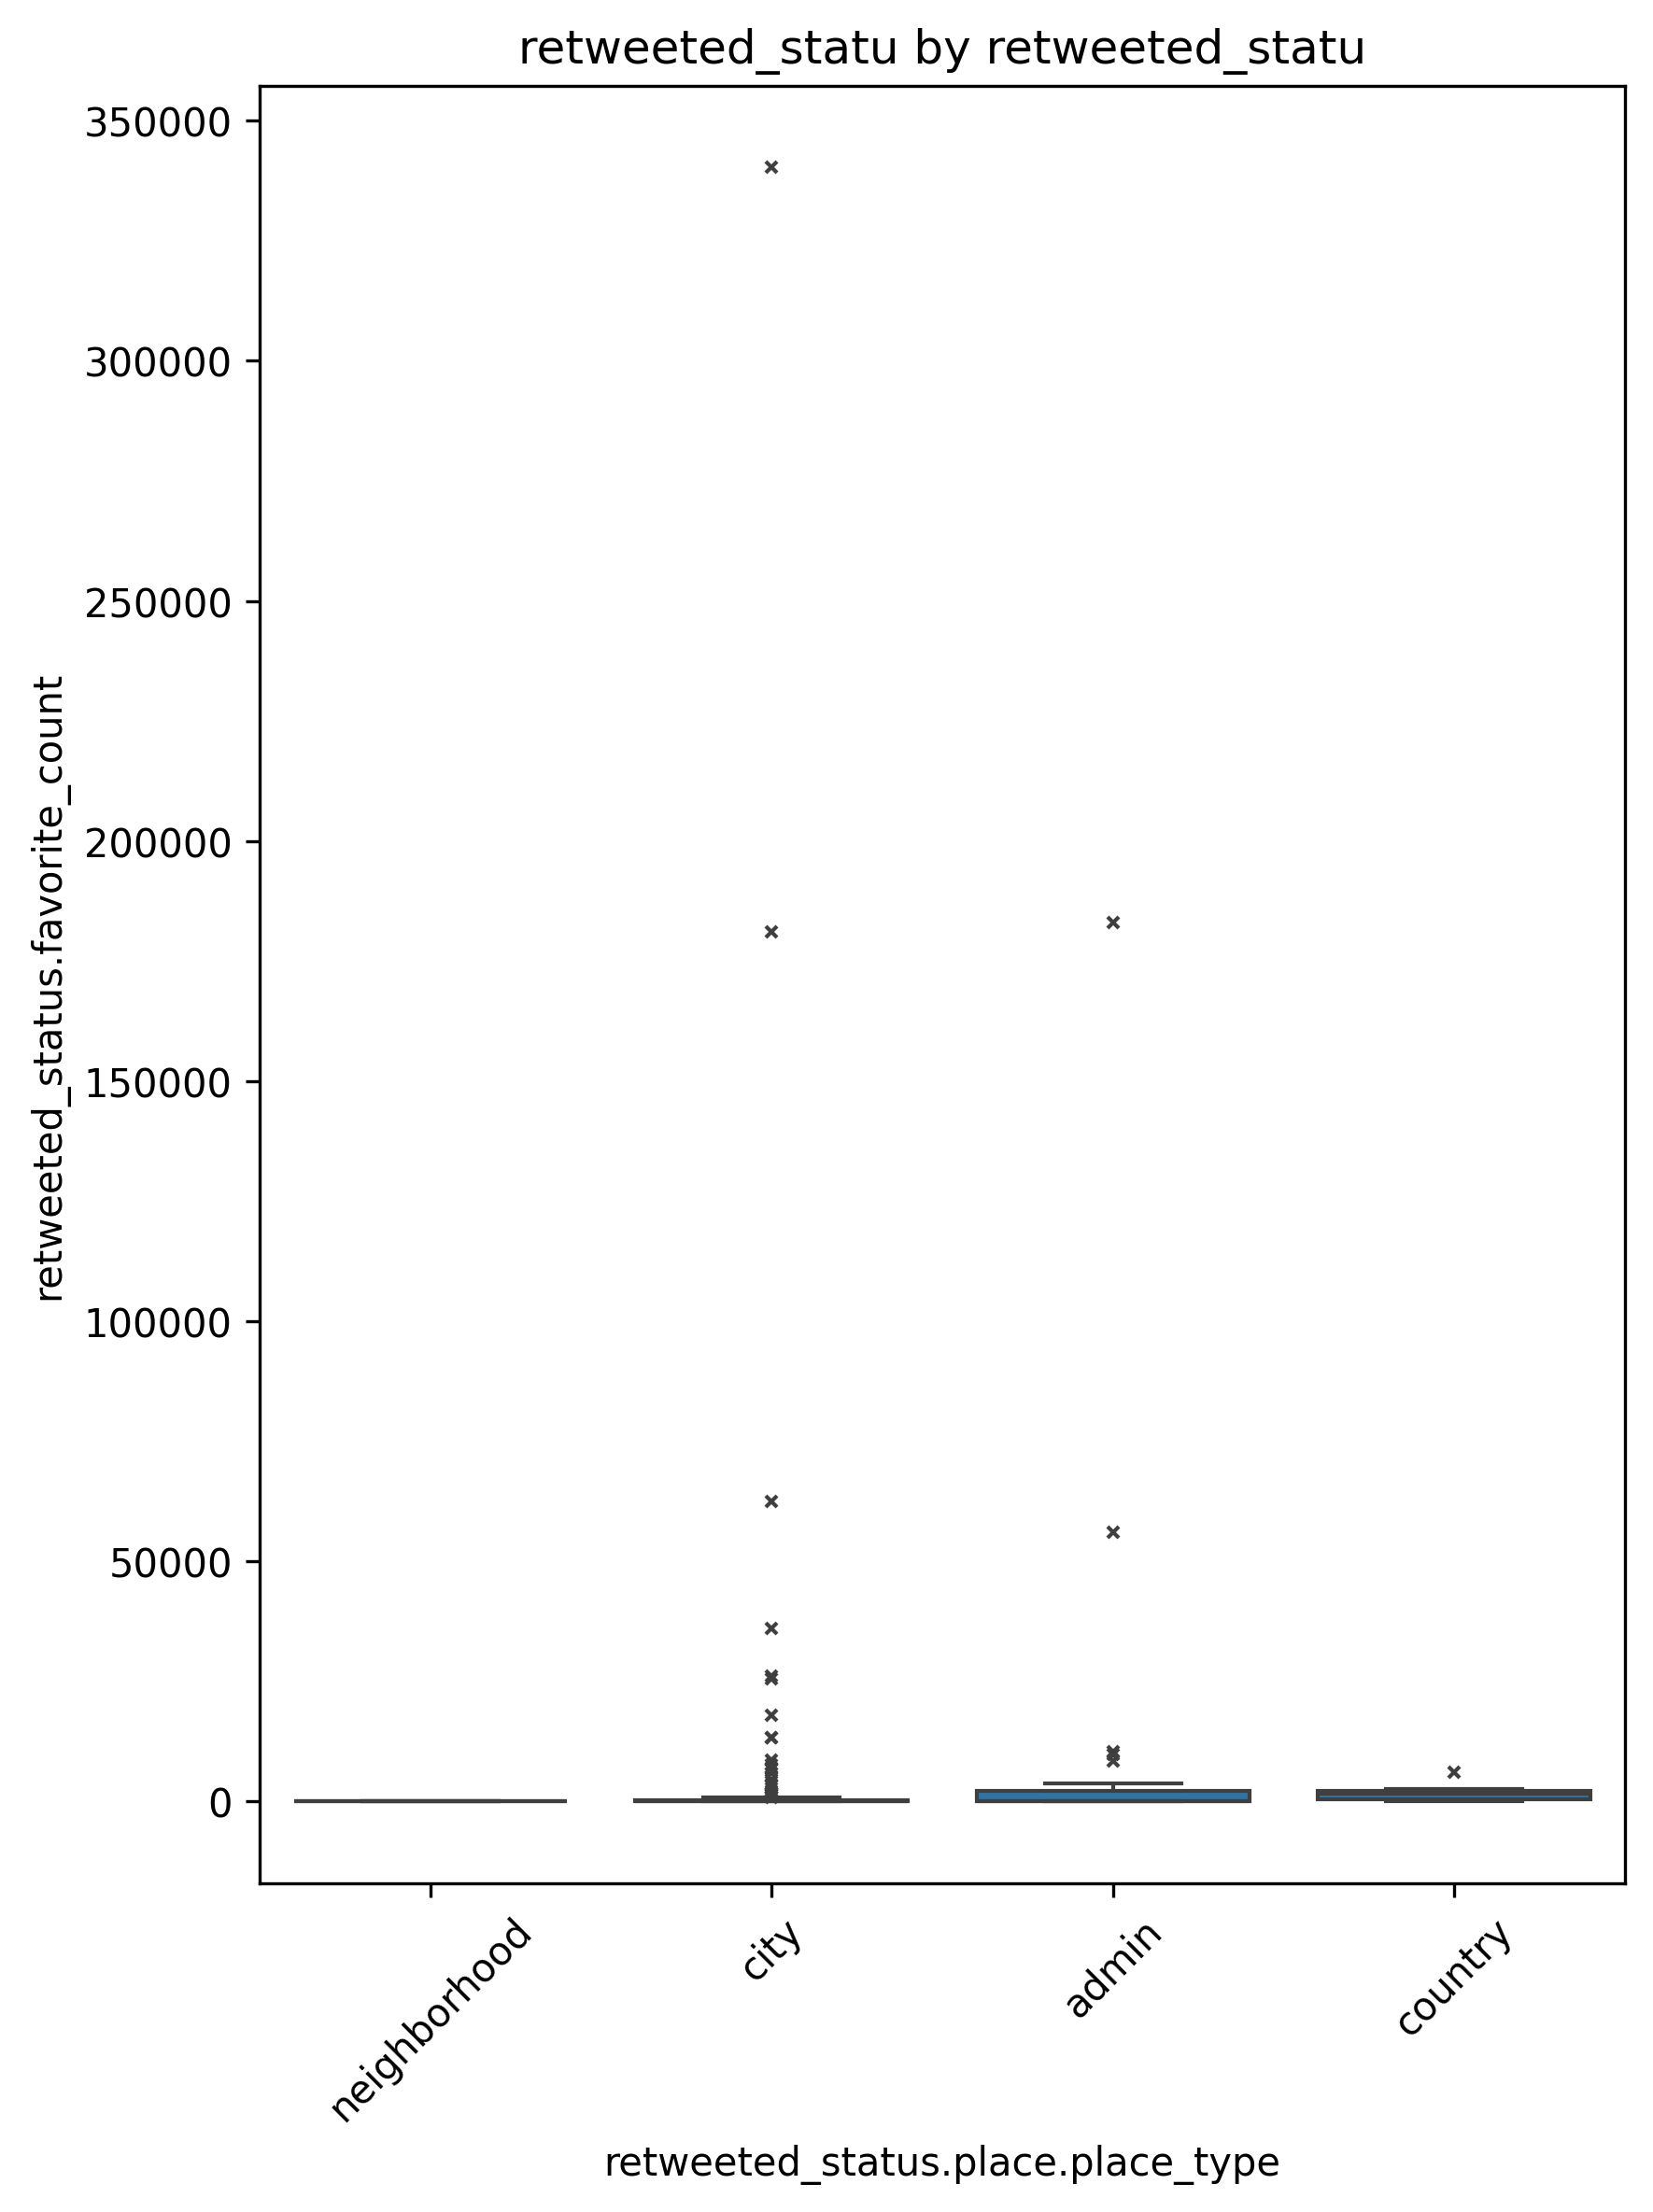 retweeted_statu by retweeted_statu
retweeted_status.favorite_count
350000
300000
250000
200000
150000
100000
50000
0
neighborhood
city
admin
country
retweeted_status.place.place_type